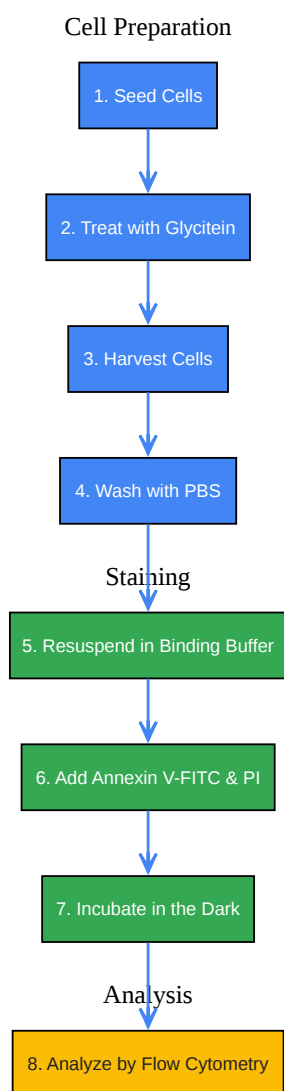 Cell Preparation
1. Seed Cells
2. Treat with Glycitein
3. Harvest Cells
4. Wash with PBS
Staining
5. Resuspend in Binding Buffer
6. Add Annexin V-FITC & PI
7. Incubate in the Dark
Analysis
8. Analyze by Flow Cytometry